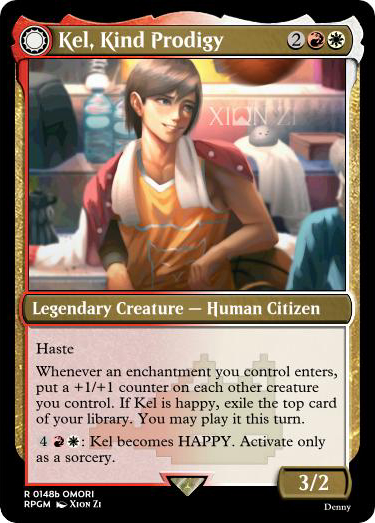 Kel, Kind Prodigy 2
XION ZI
Legendary Creature — Human Citizen
Haste
Whenever an enchantment you control enters,
put a +1/+1 counter on each other creature
you control. If Kel is happy, exile the top card
of your library. You may play it this turn.
4 : Kel becomes HAPPY. Activate only
as a sorcery.
3/2
R 0148b OMORI
RPGM XION ZI
Denny